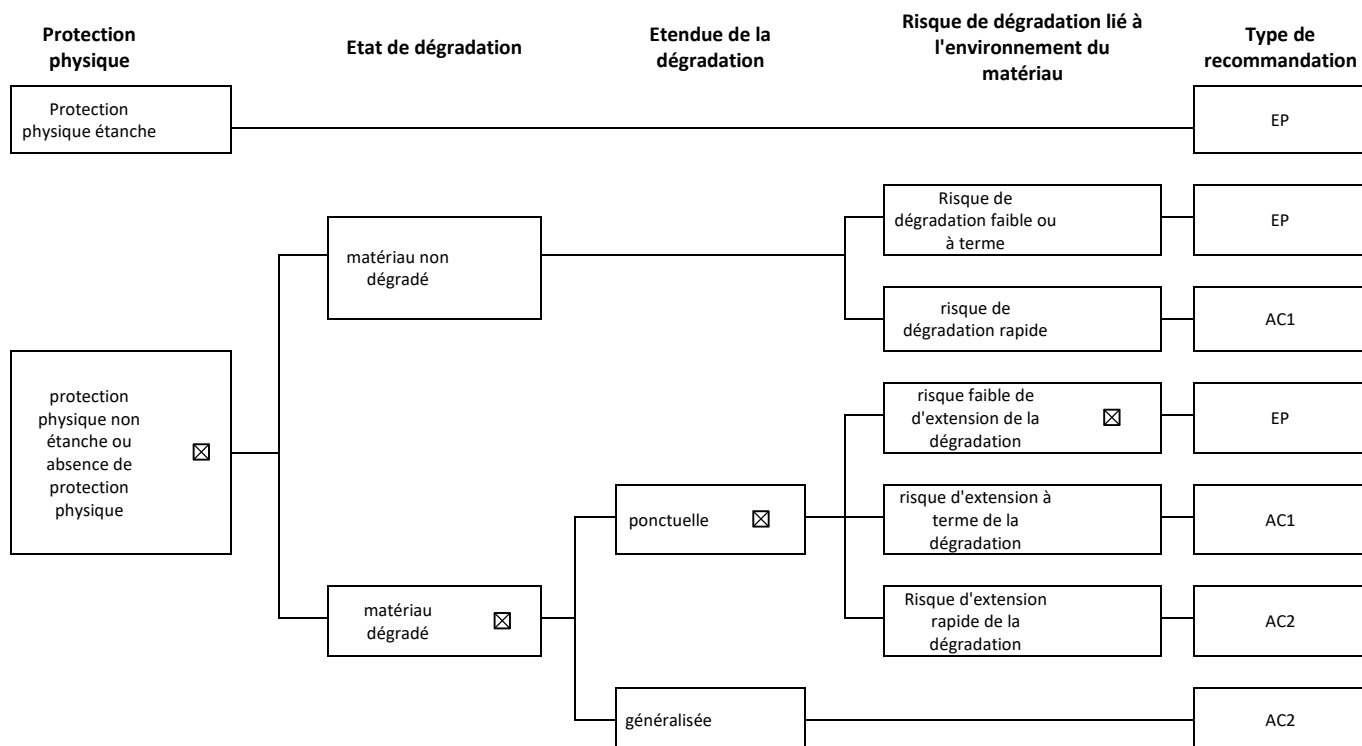 Protection
physique
Etat de dégradation
Etendue de la
dégradation
Risque de dégradation lié à
l'environnement du
matériau
Type de
recommandation
Protection
physique étanche
EP
matériau non
dégradé
Risque de
dégradation faible ou
à terme
EP
risque de
dégradation rapide
AC1
protection
physique non
étanche ou
absence de
protection
physique
☒
risque faible de
d'extension de la
dégradation
☒
EP
ponctuelle ☒
risque d'extension à
terme de la
dégradation
AC1
matériau
dégradé
☒
Risque d'extension
rapide de la
dégradation
AC2
généralisée
AC2